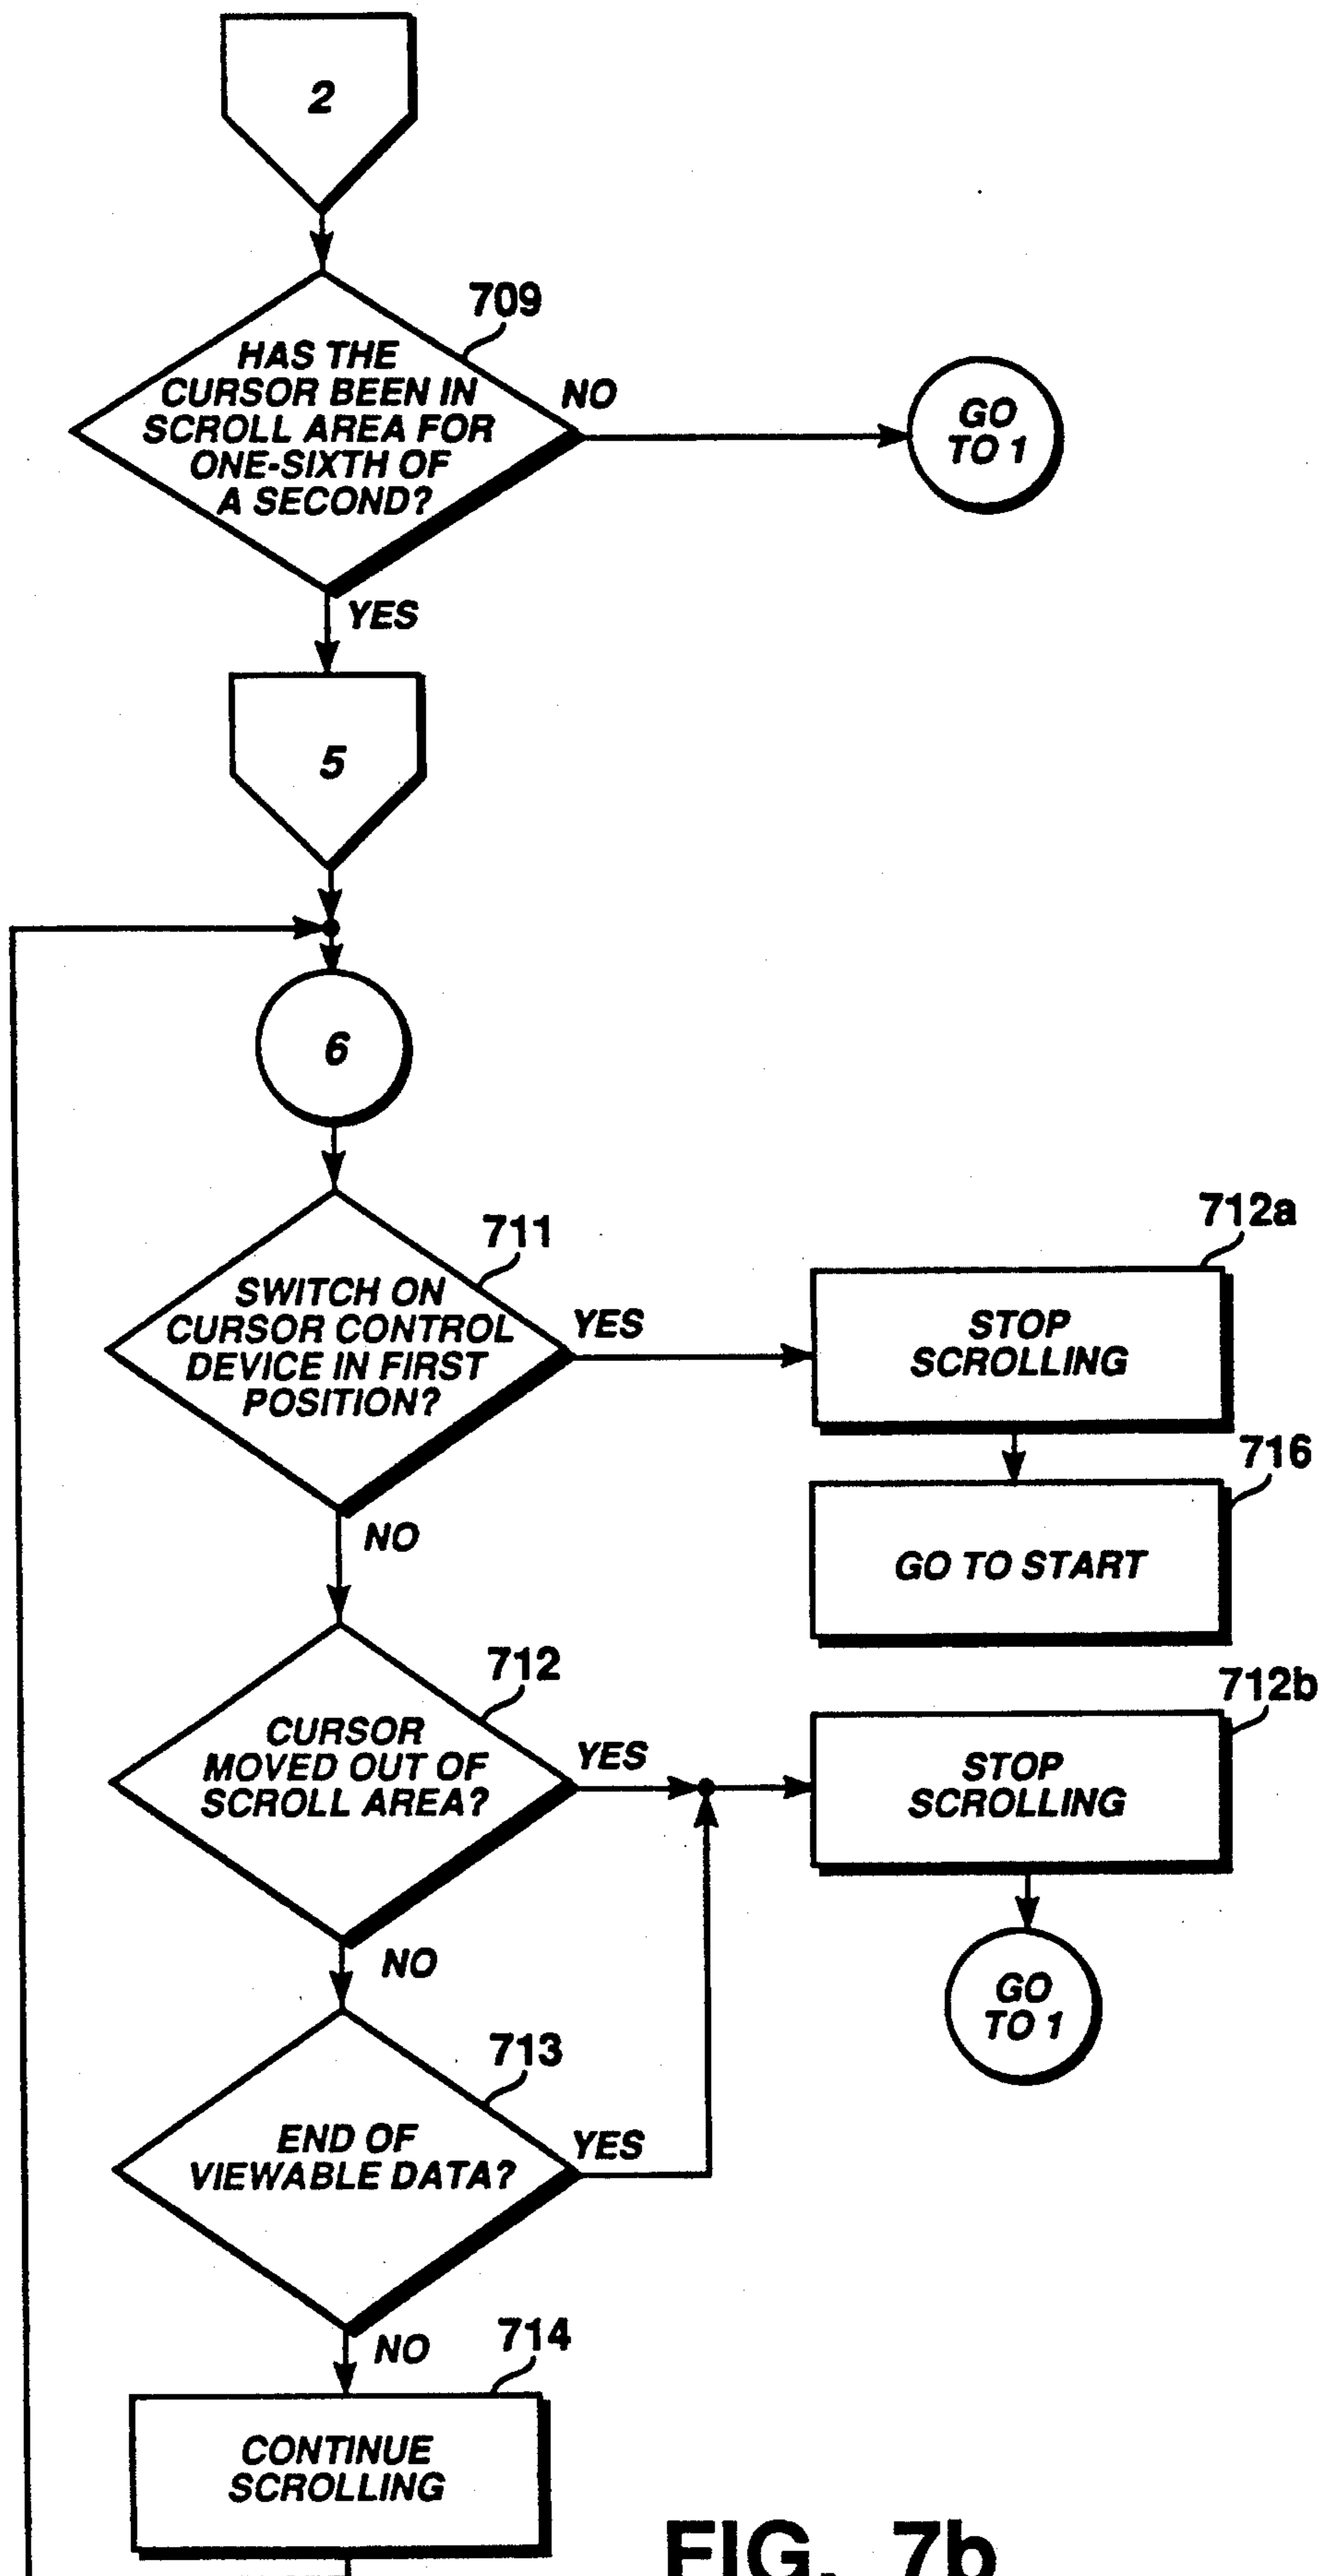 2
709
HAS THE
CURSOR BEEN IN
SCROLL AREA FOR
ONE-SIXTH OF
A SECOND?
NO
GO
TO 1
YES
5
6
711
SWITCH ON
CURSOR CONTROL
DEVICE IN FIRST
POSITION?
YES
712a
STOP
SCROLLING
716
GO TO START
NO
712
CURSOR
MOVED OUT OF
SCROLL AREA?
YES
712b
STOP
SCROLLING
GO
TO 1
NO
713
END OF
VIEWABLE DATA?
YES
NO
714
CONTINUE
SCROLLING
FIG. 7b